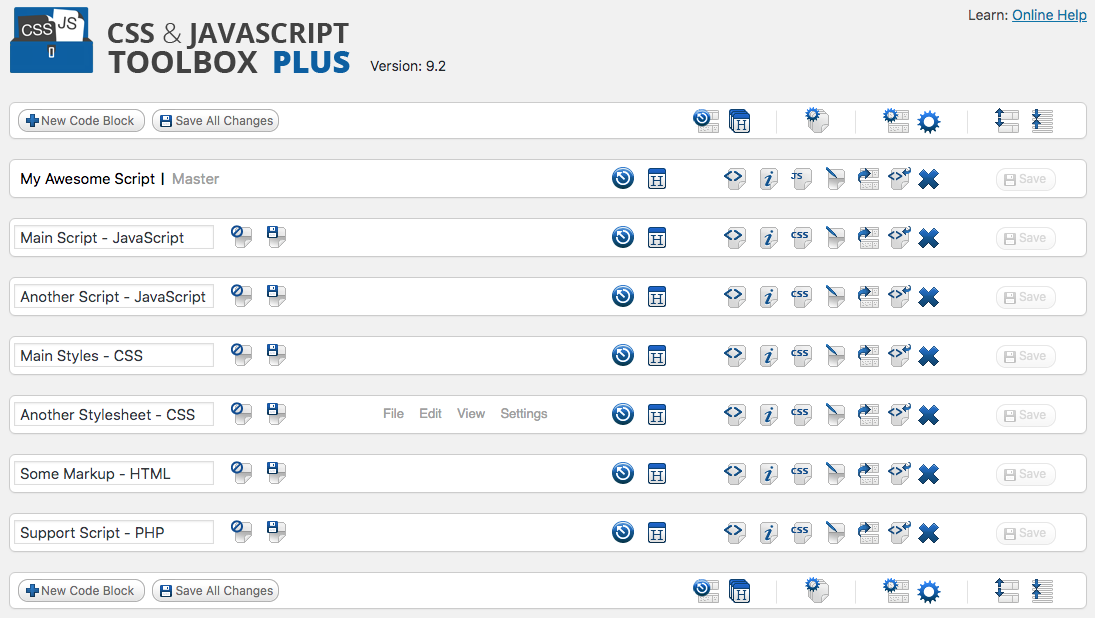 CSS JS
CSS & JAVASCRIPT
TOOLBOX PLUS Version: 9.2
Learn: Online Help
New Code Block Save All Changes H
My Awesome Script | Master H <> i JS <> Save
Main Script - JavaScript H <> i CSS <> Save
Another Script - JavaScript H <> i CSS <> Save
Main Styles - CSS H <> i CSS <> Save
Another Stylesheet - CSS File Edit View Settings H <> i CSS <> Save
Some Markup - HTML H <> i CSS <> Save
Support Script - PHP H <> i CSS <> Save
New Code Block Save All Changes H